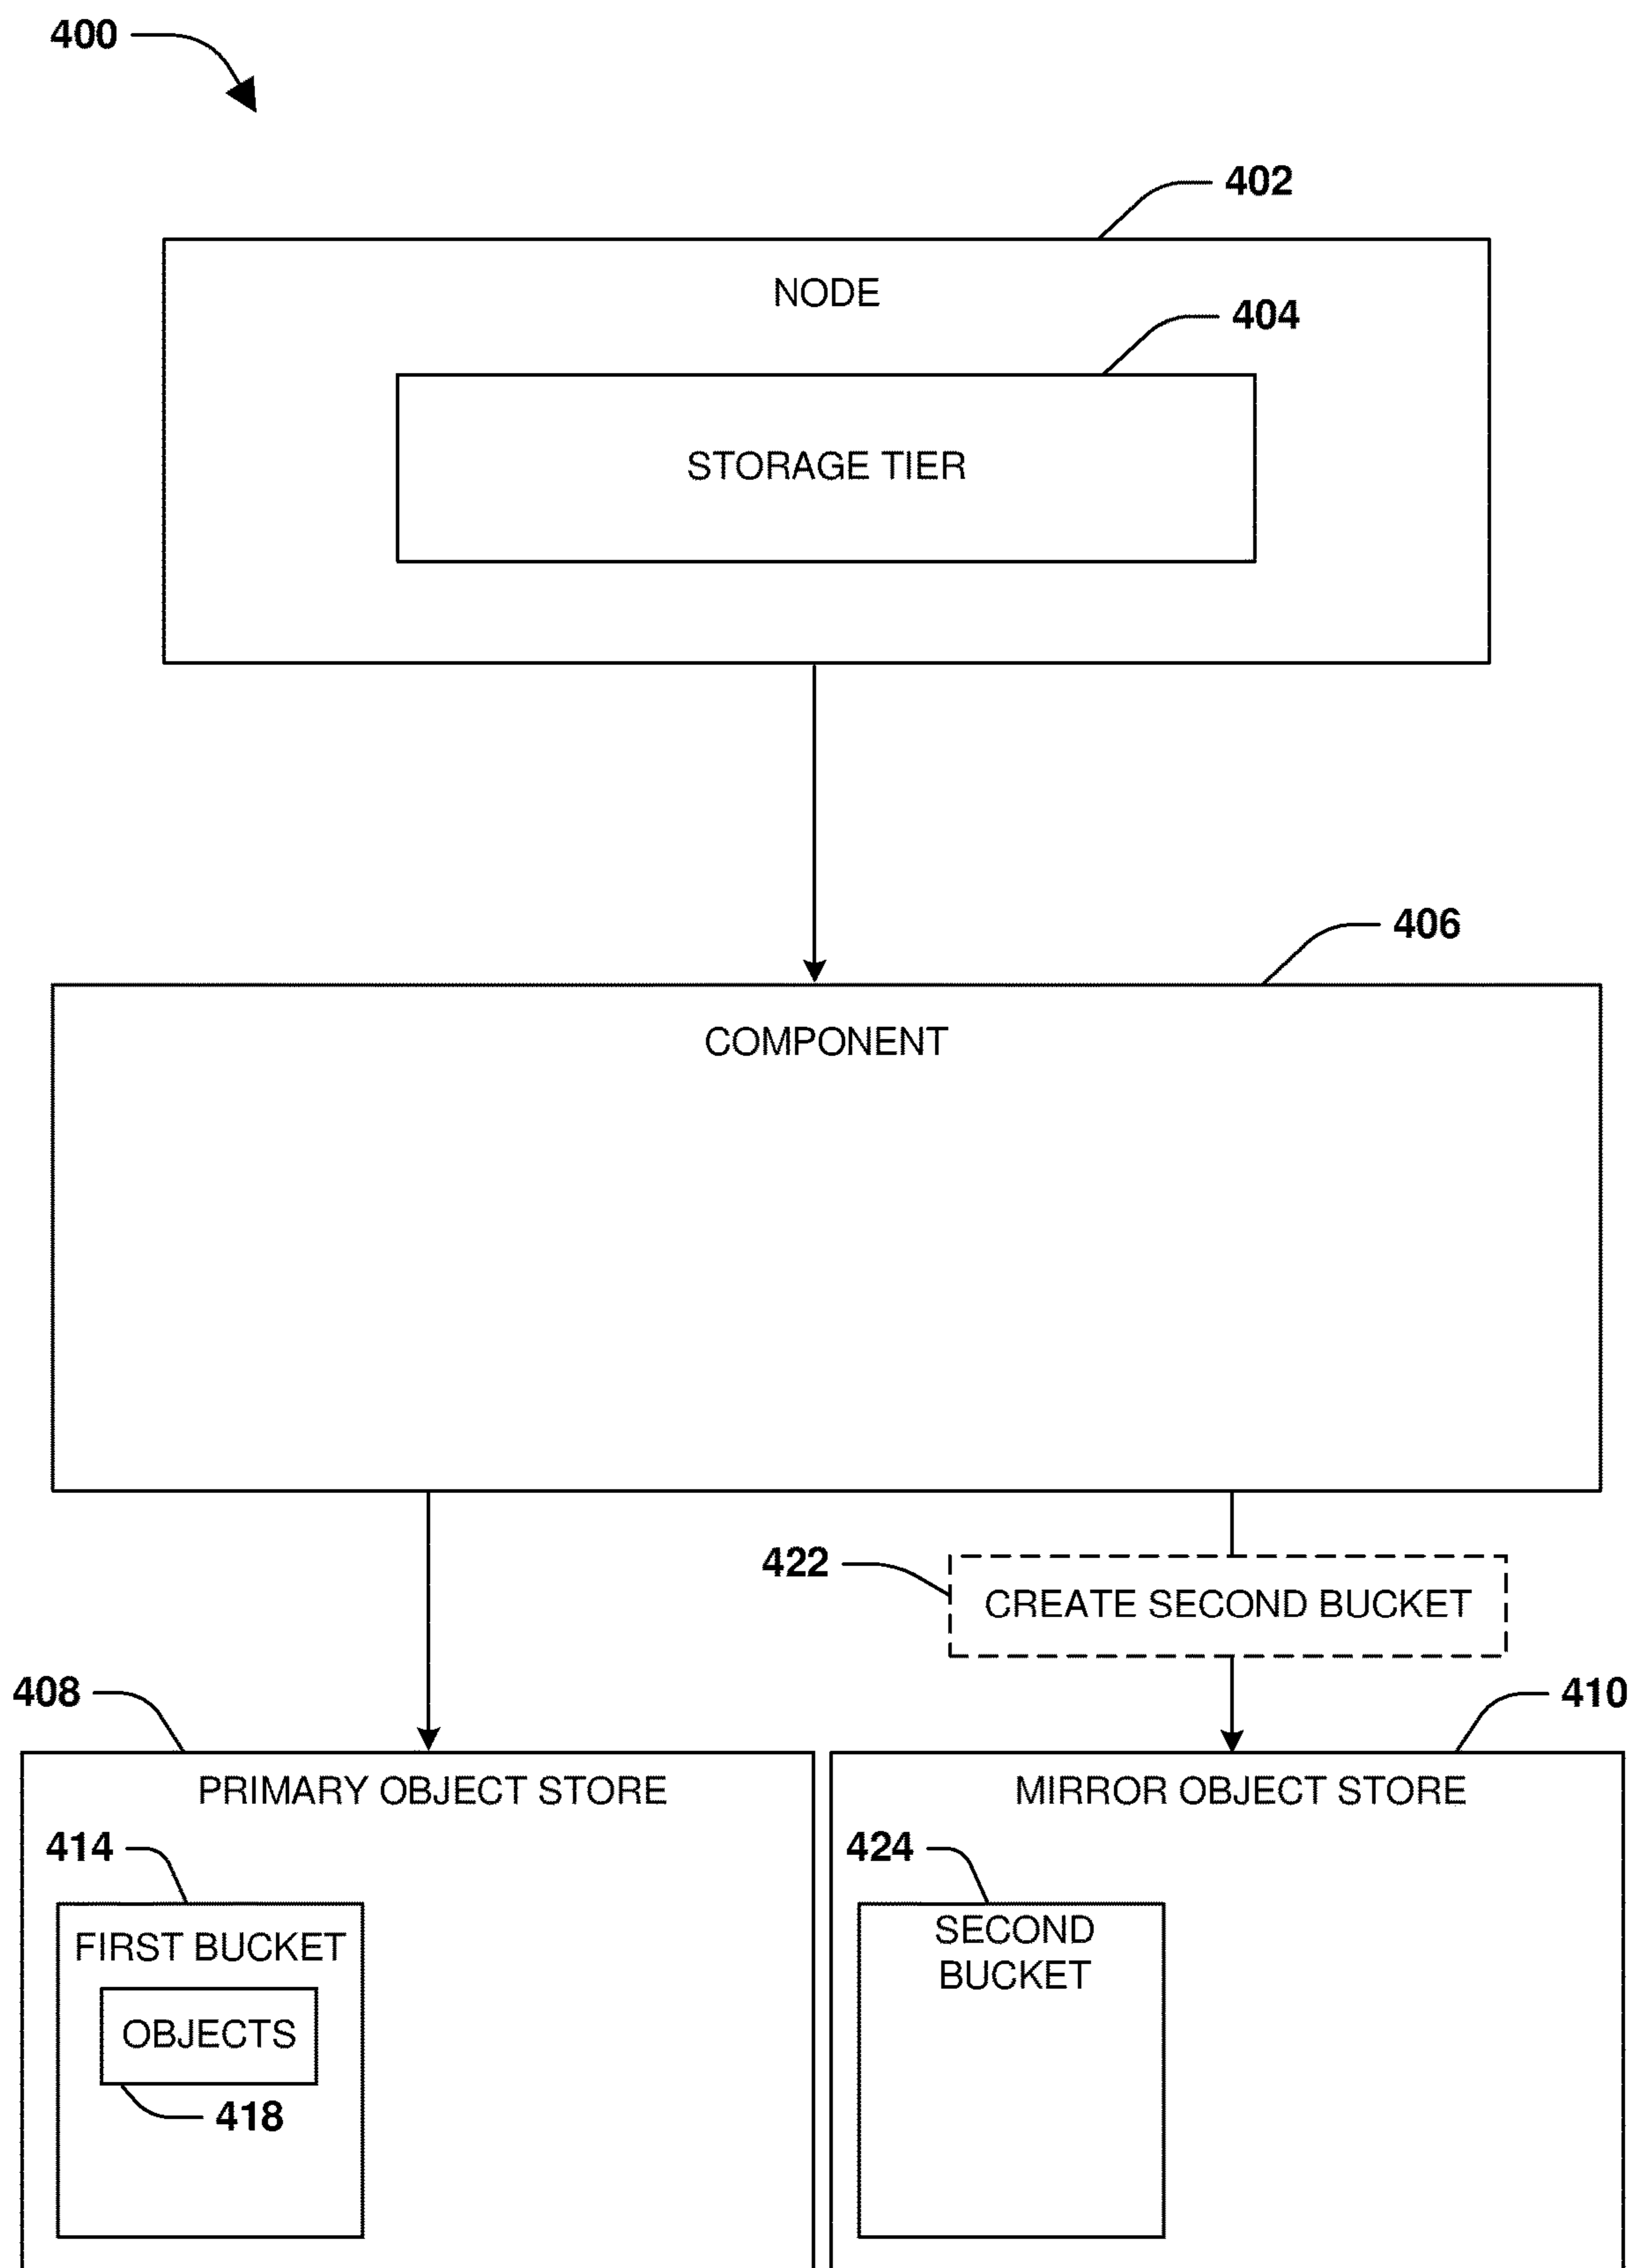 400
402
NODE
404
STORAGE TIER
406
COMPONENT
422
CREATE SECOND BUCKET
408
410
PRIMARY OBJECT STORE
MIRROR OBJECT STORE
414
424
FIRST BUCKET
SECOND
BUCKET
OBJECTS
418